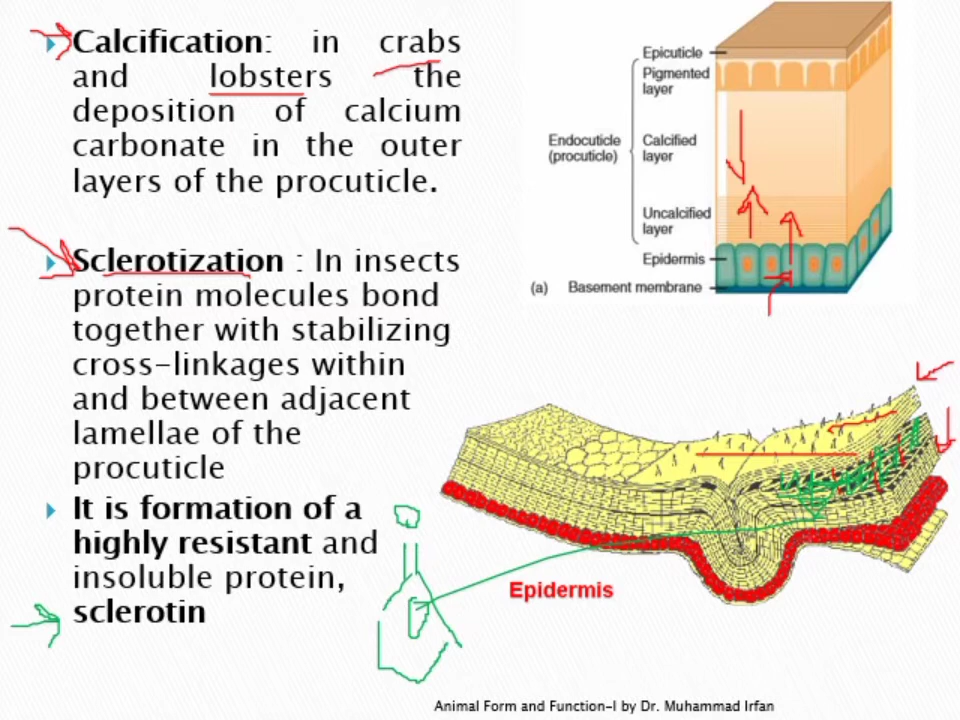 Calcification: in crabs
and lobsters the
deposition of calcium
carbonate in the outer
layers of the procuticle.
Sclerotization : In insects
protein molecules bond
together with stabilizing
cross-linkages within
and between adjacent
lamellae of the
procuticle
It is formation of a
highly resistant and
insoluble protein,
sclerotin
Epicuticle
Pigmented
layer
Endocuticle
(procuticle)
Calcified
layer
Uncalcified
layer
Epidermis
(a) Basement membrane
Epidermis
Animal Form and Function-I by Dr. Muhammad Irfan